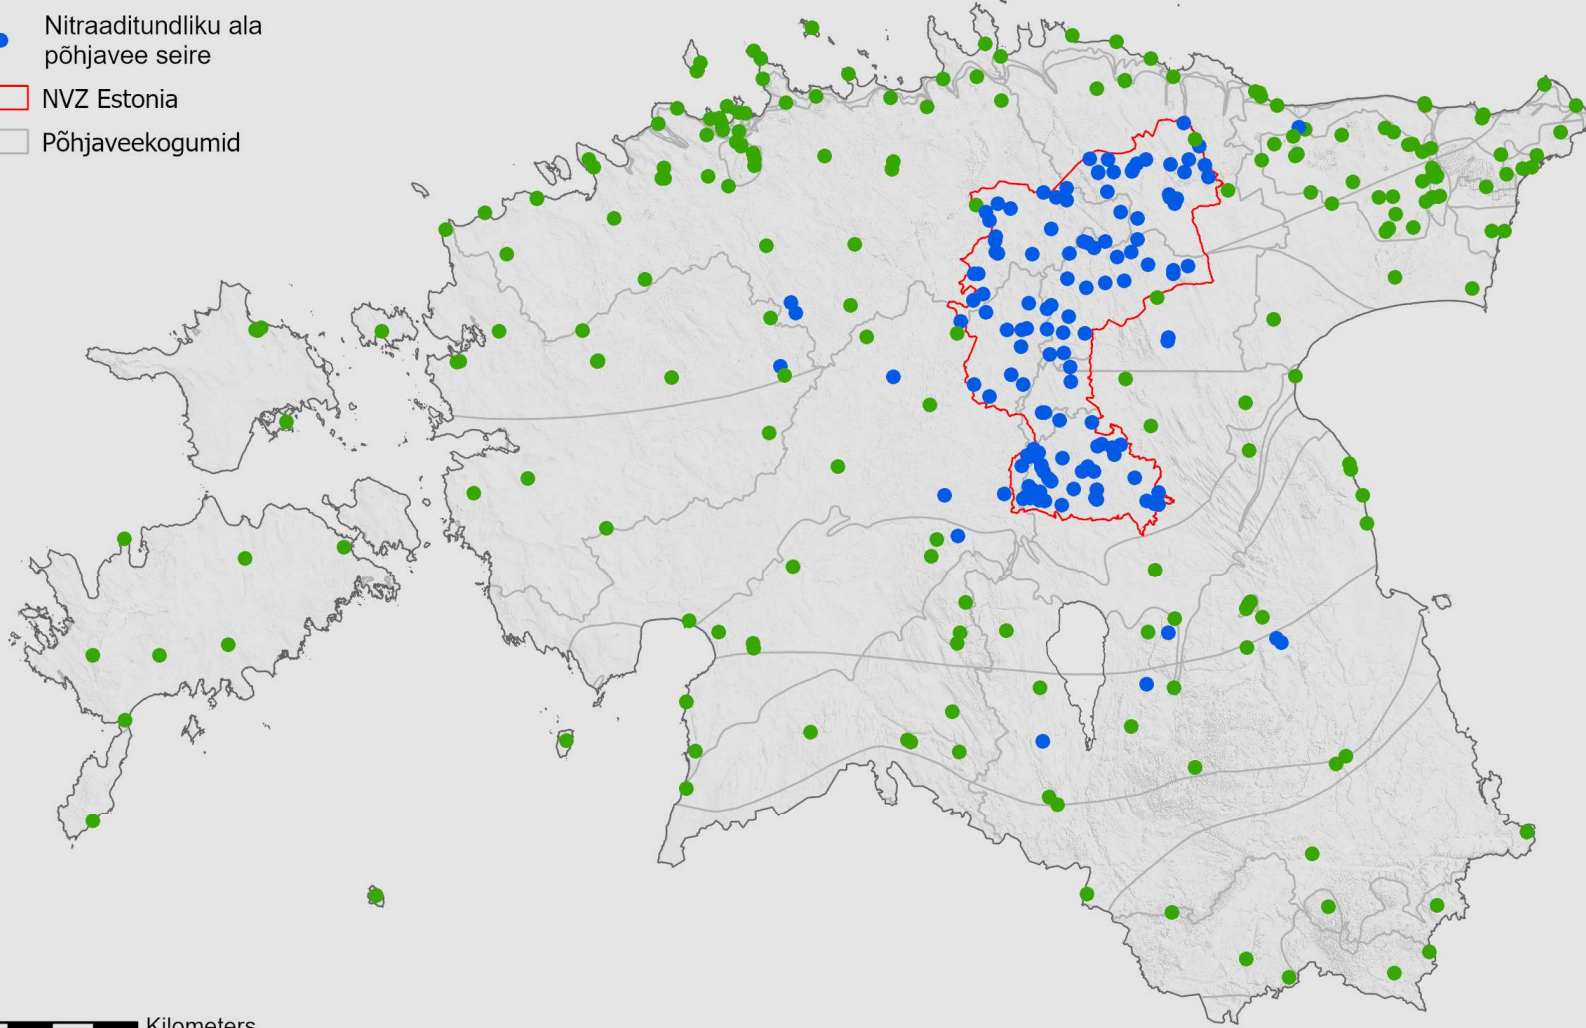 Nitraaditundliku ala
põhjavee seire
NVZ Estonia
Põhjaveekogumid
Kilometers